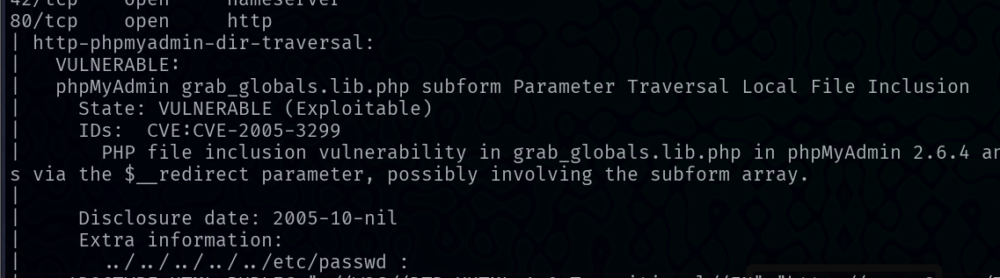 42/tcp open nameserver
80/tcp open http
| http-phpmyadmin-dir-traversal:
| VULNERABLE:
| phpMyAdmin grab_globals.lib.php subform Parameter Traversal Local File Inclusion
| State: VULNERABLE (Exploitable)
| IDs: CVE:CVE-2005-3299
| PHP file inclusion vulnerability in grab_globals.lib.php in phpMyAdmin 2.6.4 an
s via the $__redirect parameter, possibly involving the subform array.
|
| Disclosure date: 2005-10-nil
| Extra information:
| ../../../../../etc/passwd :